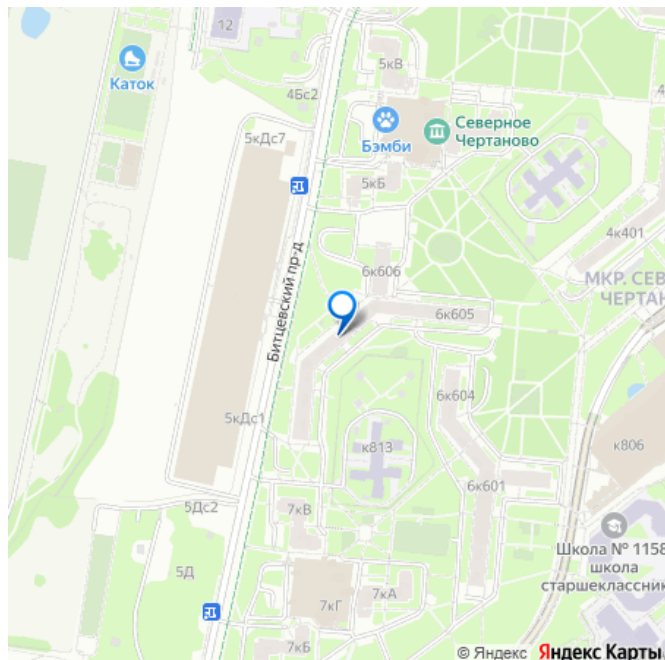 12
5кВ
Каток
4Бс2
Северное
Чертаново
5кДс7
Бэмби
5кБ
4к401
6к606
МКР. СЕВ
ЧЕРТАН
Битцевский пр-д
6к605
6к604
5кДс1
к813
к806
6к601
5Дс2
7кВ
Школа № 1158
школа
старшеклассник
5Д
7кА
7кГ
7кБ
© Яндекс Яндекс Карты